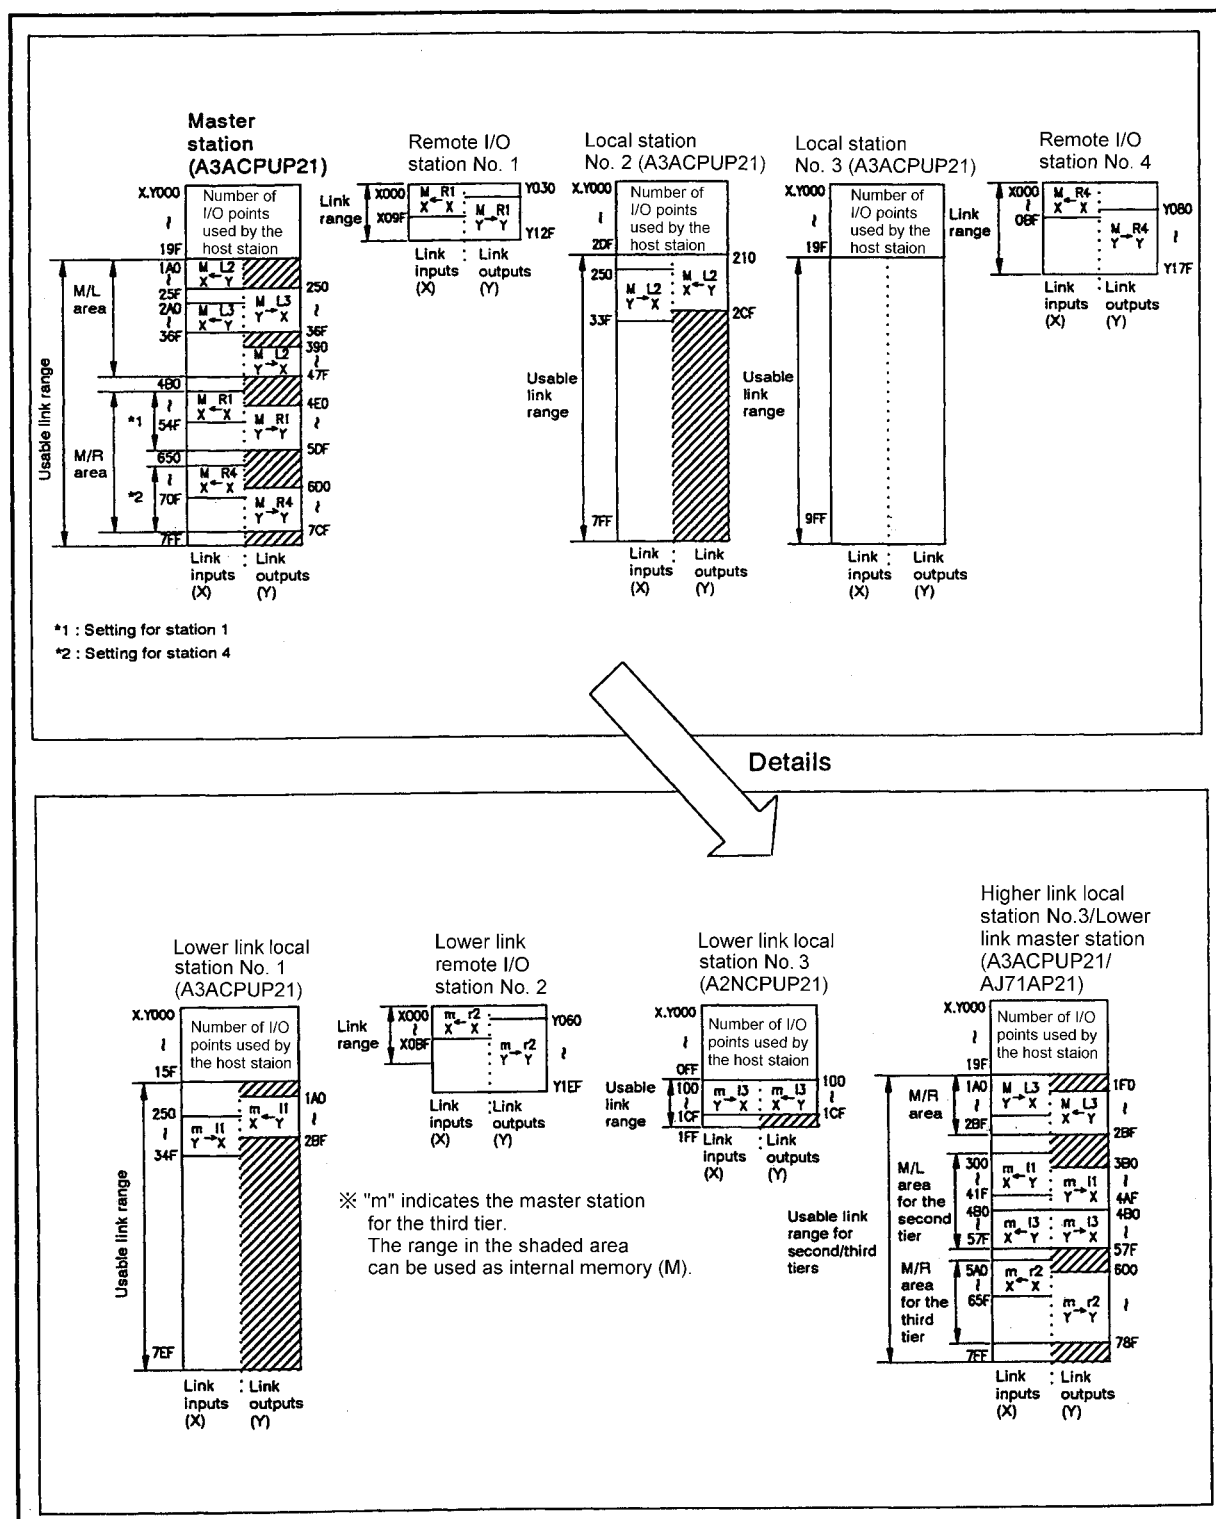 Master
station
(A3ACPUP21)
X.Y000
≀
19F
Number of
I/O points
used by the
host staion
Usable link range
M/L
area
M/R
area
*1
*2
1A0
≀
25F
2A0
≀
36F
4B0
≀
54F
650
≀
70F
7FF
M L2
X←Y
M L3
X←Y
M L3
Y→X
M L2
Y→X
M R1
X←X
M R1
Y→Y
M R4
X←X
M R4
Y→Y
250
≀
36F
390
≀
47F
4E0
≀
5DF
6D0
≀
7CF
Link
inputs
(X)
Link
outputs
(Y)
*1 : Setting for station 1
*2 : Setting for station 4
Remote I/O
station No. 1
Link
range
X000
X09F
M R1
X←X
M R1
Y→Y
Y030
Y12F
Link
inputs
(X)
Link
outputs
(Y)
Local station
No. 2 (A3ACPUP21)
X.Y000
≀
2DF
Number of
I/O points
used by the
host staion
250
33F
7FF
M L2
Y→X
M L2
X←Y
210
2CF
Usable
link
range
Link
inputs
(X)
Link
outputs
(Y)
Local station
No. 3 (A3ACPUP21)
X.Y000
≀
19F
Number of
I/O points
used by the
host staion
Usable
link
range
9FF
Link
inputs
(X)
Link
outputs
(Y)
Remote I/O
station No. 4
Link
range
X000
≀
0BF
M R4
X←X
M R4
Y→Y
Y080
≀
Y17F
Link
inputs
(X)
Link
outputs
(Y)
Details
Lower link local
station No. 1
(A3ACPUP21)
X.Y000
≀
15F
Number of I/O
points used by
the host staion
Usable link range
250
≀
34F
7EF
m l1
Y→X
m l1
X←Y
1A0
≀
2BF
Link
inputs
(X)
Link
outputs
(Y)
Lower link
remote I/O
station No. 2
Link
range
X000
≀
X0BF
m r2
X←X
m r2
Y→Y
Y060
≀
Y1EF
Link
inputs
(X)
Link
outputs
(Y)
Lower link local
station No. 3
(A2NCPUP21)
X.Y000
≀
0FF
Number of I/O
points used by
the host staion
Usable
link
range
100
≀
1CF
1FF
m l3
Y→X
m l3
X←Y
100
≀
1CF
Link
inputs
(X)
Link
outputs
(Y)
※ "m" indicates the master station
for the third tier.
The range in the shaded area
can be used as internal memory (M).
Higher link local
station No.3/Lower
link master station
(A3ACPUP21/
AJ71AP21)
X.Y000
≀
19F
Number of I/O
points used by
the host staion
Usable link
range for
second/third
tiers
M/R
area
M/L
area
for the
second
tier
M/R
area
for the
third
tier
1A0
≀
2BF
300
≀
41F
4B0
≀
57F
5A0
≀
65F
7FF
M L3
Y→X
M L3
X←Y
m l1
X←Y
m l1
Y→X
m l3
X←Y
m l3
Y→X
m r2
X←X
m r2
Y→Y
1F0
≀
2BF
3B0
≀
4AF
4B0
≀
57F
600
≀
78F
Link
inputs
(X)
Link
outputs
(Y)